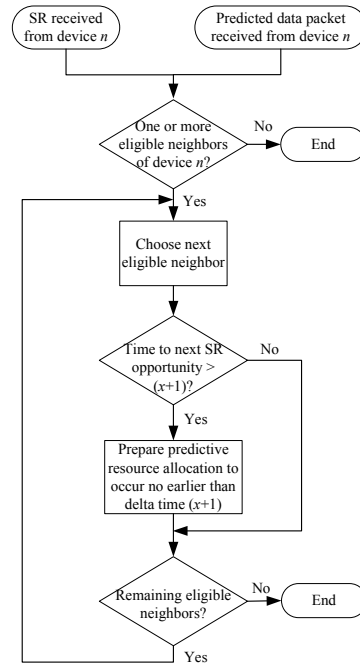 SR received
from device n
Predicted data packet
received from device n
One or more
eligible neighbors
of device n?
No
End
Yes
Choose next
eligible neighbor
Time to next SR
opportunity >
(x+1)?
No
Yes
Prepare predictive
resource allocation to
occur no earlier than
delta time (x+1)
Remaining eligible
neighbors?
No
End
Yes